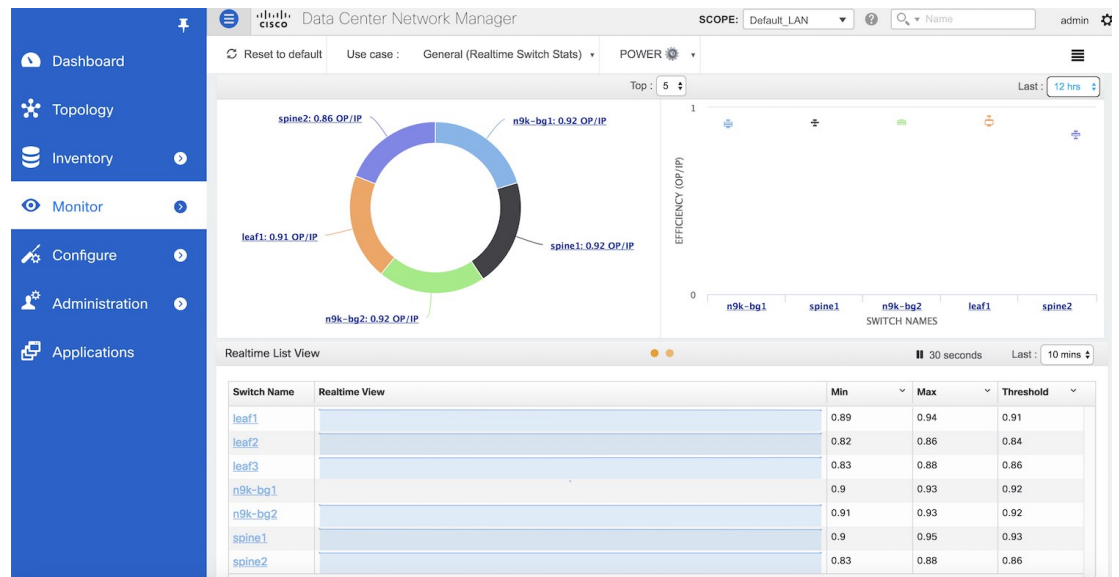 CISCO Data Center Network Manager
SCOPE: Default_LAN
Name
admin
Dashboard
Topology
Inventory
Monitor
Configure
Administration
Applications
Reset to default Use case : General (Realtime Switch Stats) POWER
Top : 5
Last : 12 hrs
spine2: 0.86 OP/IP
n9k-bg1: 0.92 OP/IP
leaf1: 0.91 OP/IP
spine1: 0.92 OP/IP
n9k-bg2: 0.92 OP/IP
1
EFFICIENCY (OP/IP)
0
n9k-bg1 spine1 n9k-bg2 leaf1 spine2
SWITCH NAMES
Realtime List View
30 seconds Last : 10 mins
Switch Name Realtime View Min Max Threshold
leaf1 0.89 0.94 0.91
leaf2 0.82 0.86 0.84
leaf3 0.83 0.88 0.86
n9k-bg1 0.9 0.93 0.92
n9k-bg2 0.91 0.93 0.92
spine1 0.9 0.95 0.93
spine2 0.83 0.88 0.86